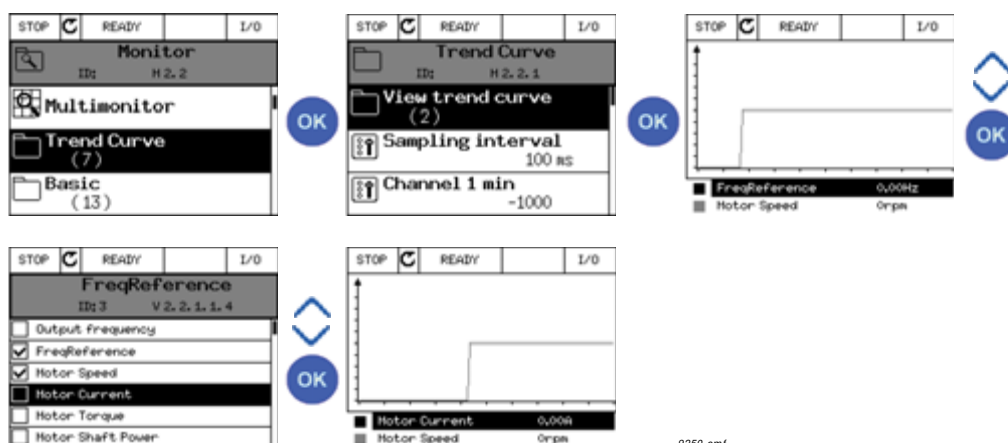 STOP READY I/O
Monitor
ID: M2.2
Multimonitor
Trend Curve
(7)
Basic
(13)
OK
STOP READY I/O
Trend Curve
ID: M2.2.1
View trend curve
(2)
Sampling interval
100 ms
Channel 1 min
-1000
OK
STOP READY I/O
FreqReference 0,00Hz
Motor Speed 0rpm
OK
STOP READY I/O
FreqReference
ID:3 V2.2.1.1.4
Output frequency
FreqReference
Motor Speed
Motor Current
Motor Torque
Motor Shaft Power
OK
STOP READY I/O
Motor Current 0,00A
Motor Speed 0rpm